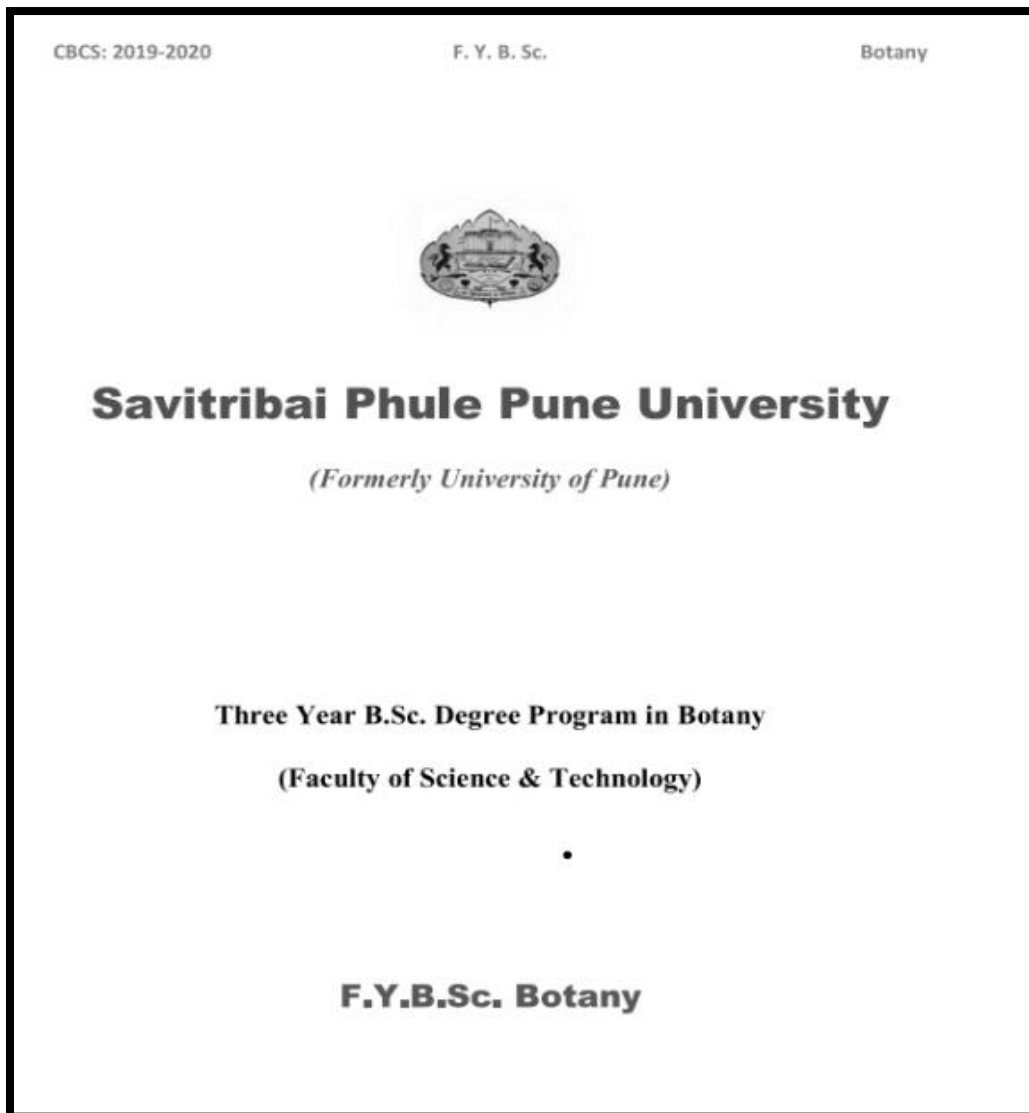 CBCS: 2019-2020 F. Y. B. Sc. Botany
Savitribai Phule Pune University
(Formerly University of Pune)
Three Year B.Sc. Degree Program in Botany
(Faculty of Science & Technology)
F.Y.B.Sc. Botany